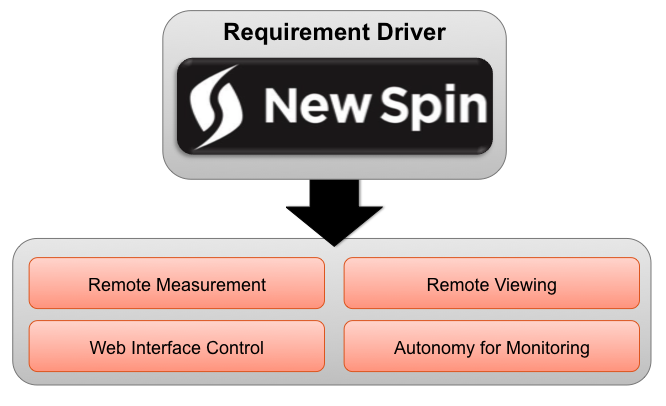 Requirement Driver
New Spin
Remote Measurement
Remote Viewing
Web Interface Control
Autonomy for Monitoring